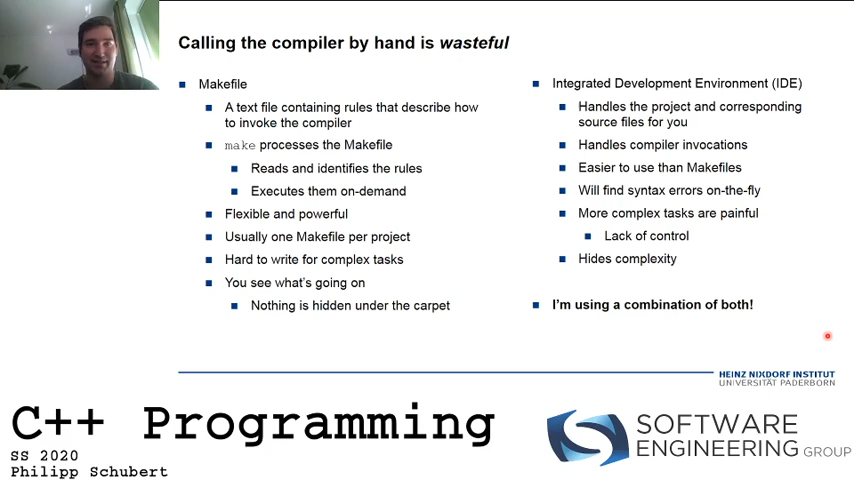 Calling the compiler by hand is wasteful
Makefile
A text file containing rules that describe how
to invoke the compiler
make processes the Makefile
Reads and identifies the rules
Executes them on-demand
Flexible and powerful
Usually one Makefile per project
Hard to write for complex tasks
You see what's going on
Nothing is hidden under the carpet
Integrated Development Environment (IDE)
Handles the project and corresponding
source files for you
Handles compiler invocations
Easier to use than Makefiles
Will find syntax errors on-the-fly
More complex tasks are painful
Lack of control
Hides complexity
I'm using a combination of both!
HEINZ NIXDORF INSTITUT
UNIVERSITÄT PADERBORN
C++ Programming
SS 2020
Philipp Schubert
SOFTWARE
ENGINEERING GROUP